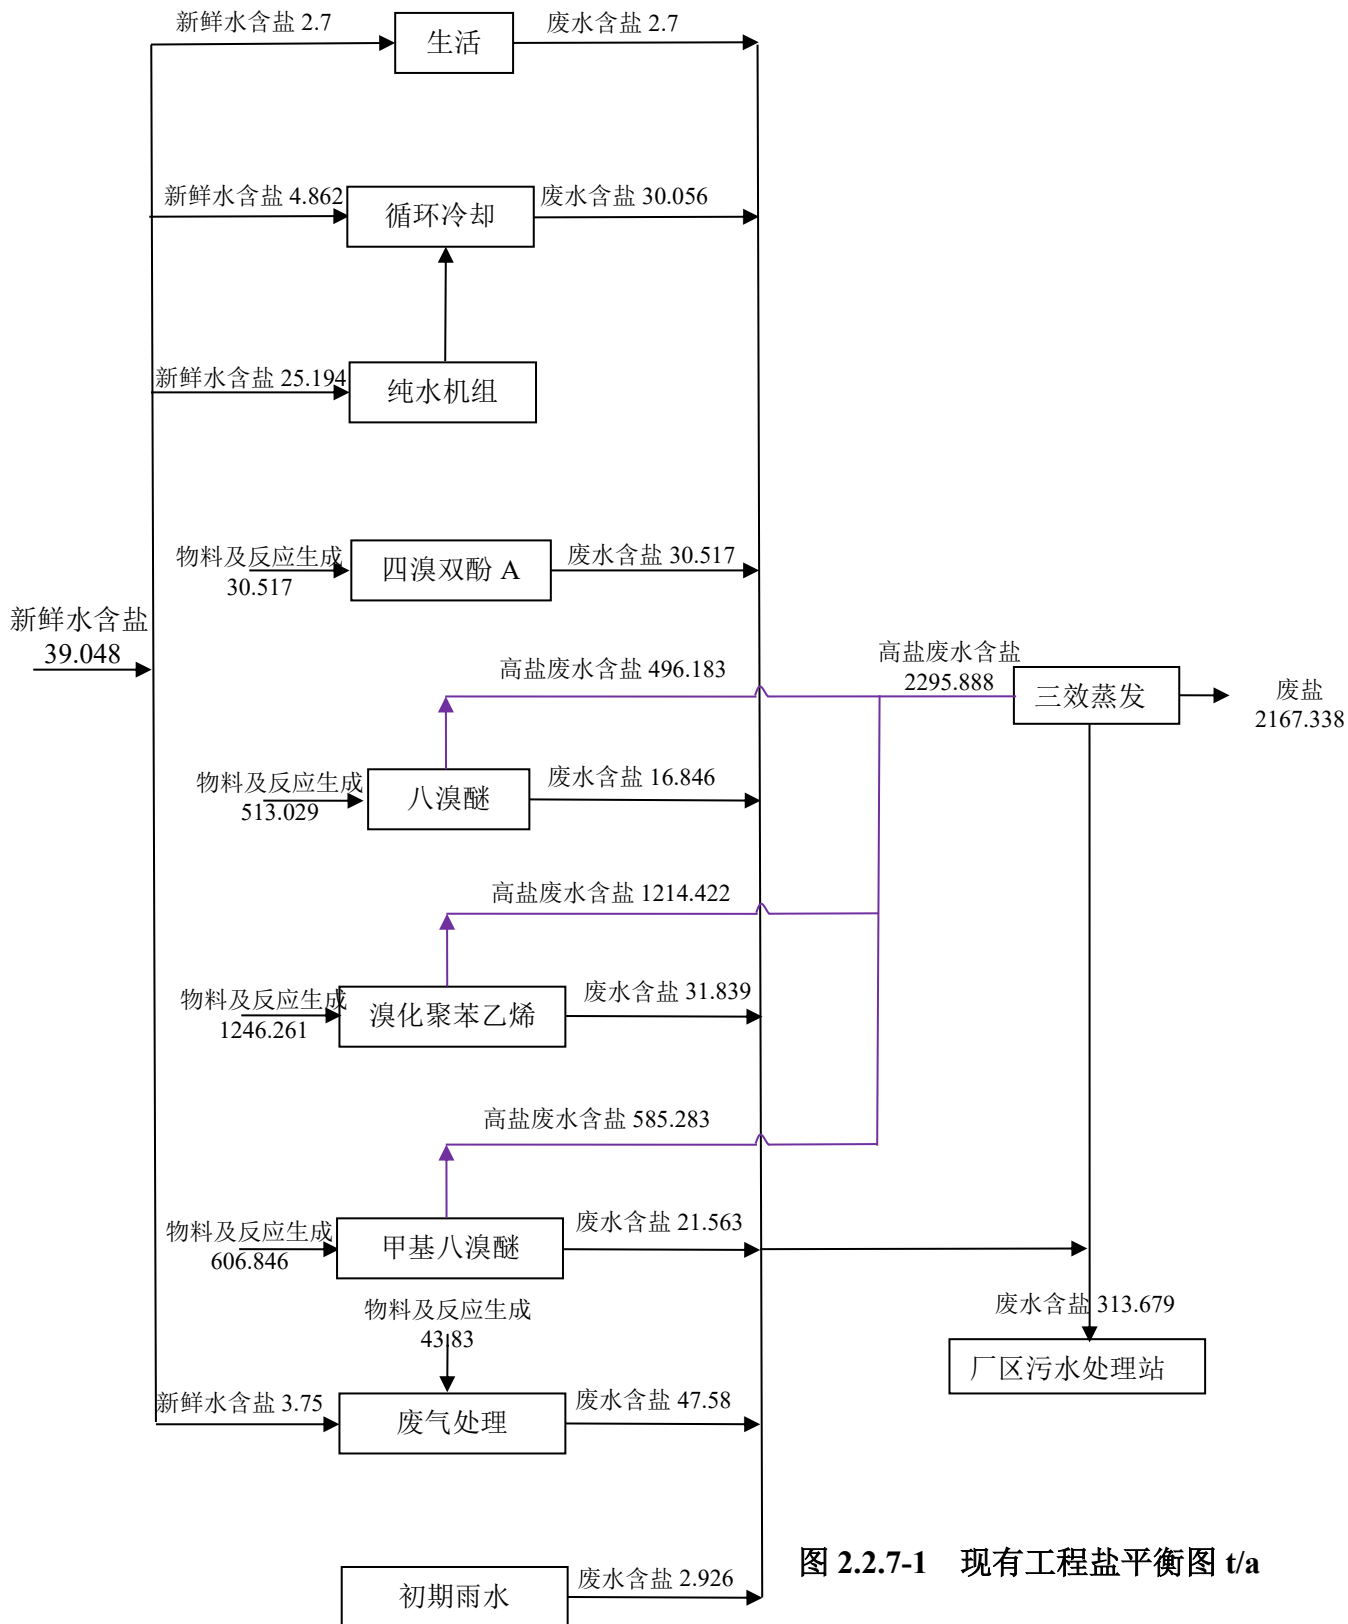 新鲜水含盐 2.7
生活
废水含盐 2.7
新鲜水含盐 4.862
循环冷却
废水含盐 30.056
新鲜水含盐 25.194
纯水机组
物料及反应生成
30.517
四溴双酚 A
废水含盐 30.517
新鲜水含盐
39.048
高盐废水含盐 496.183
高盐废水含盐
2295.888
三效蒸发
废盐
2167.338
物料及反应生成
513.029
八溴醚
废水含盐 16.846
高盐废水含盐 1214.422
物料及反应生成
1246.261
溴化聚苯乙烯
废水含盐 31.839
高盐废水含盐 585.283
物料及反应生成
606.846
甲基八溴醚
废水含盐 21.563
物料及反应生成
43.83
废水含盐 313.679
厂区污水处理站
新鲜水含盐 3.75
废气处理
废水含盐 47.58
初期雨水
废水含盐 2.926
图 2.2.7-1 现有工程盐平衡图 t/a